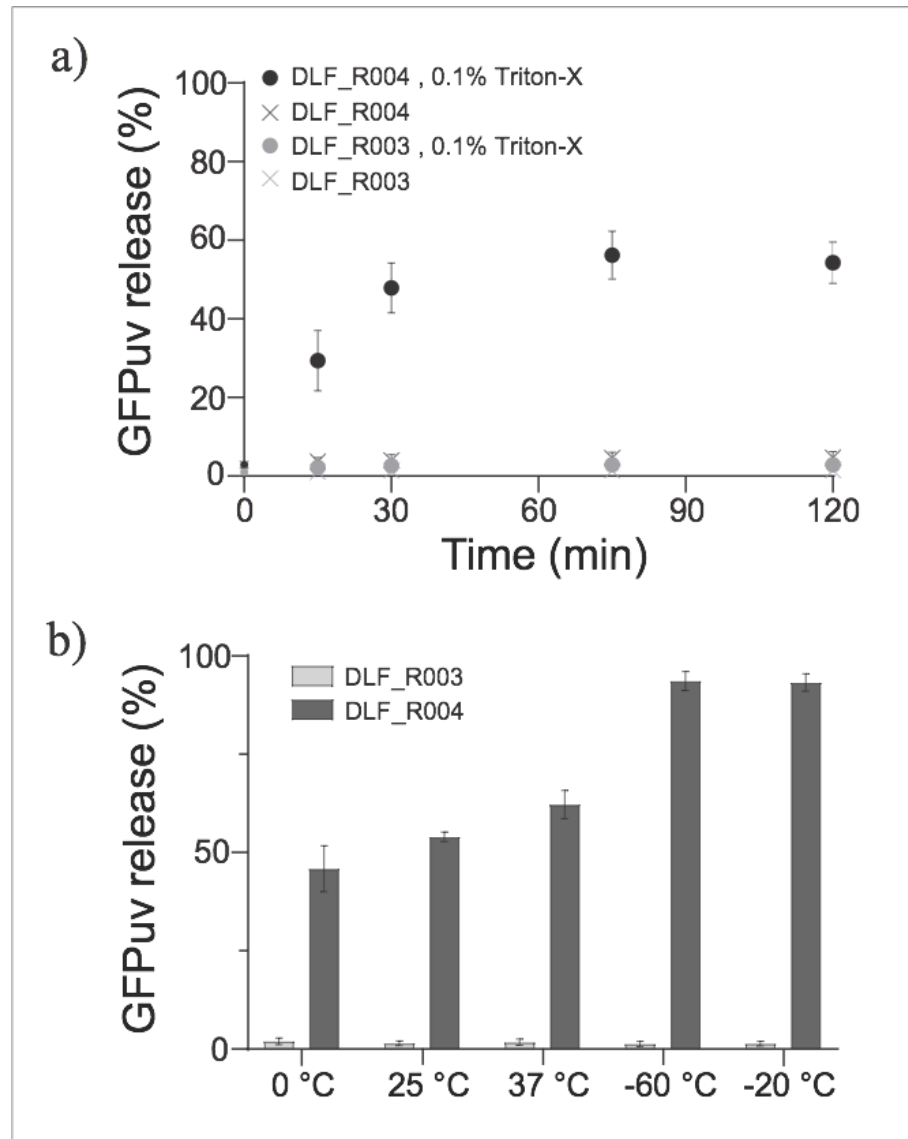 a)
GFPuv release (%)
100
80
60
40
20
0
DLF_R004 , 0.1% Triton-X
DLF_R004
DLF_R003 , 0.1% Triton-X
DLF_R003
0 30 60 90 120
Time (min)
b)
GFPuv release (%)
100
50
0
DLF_R003
DLF_R004
0 °C 25 °C 37 °C -60 °C -20 °C